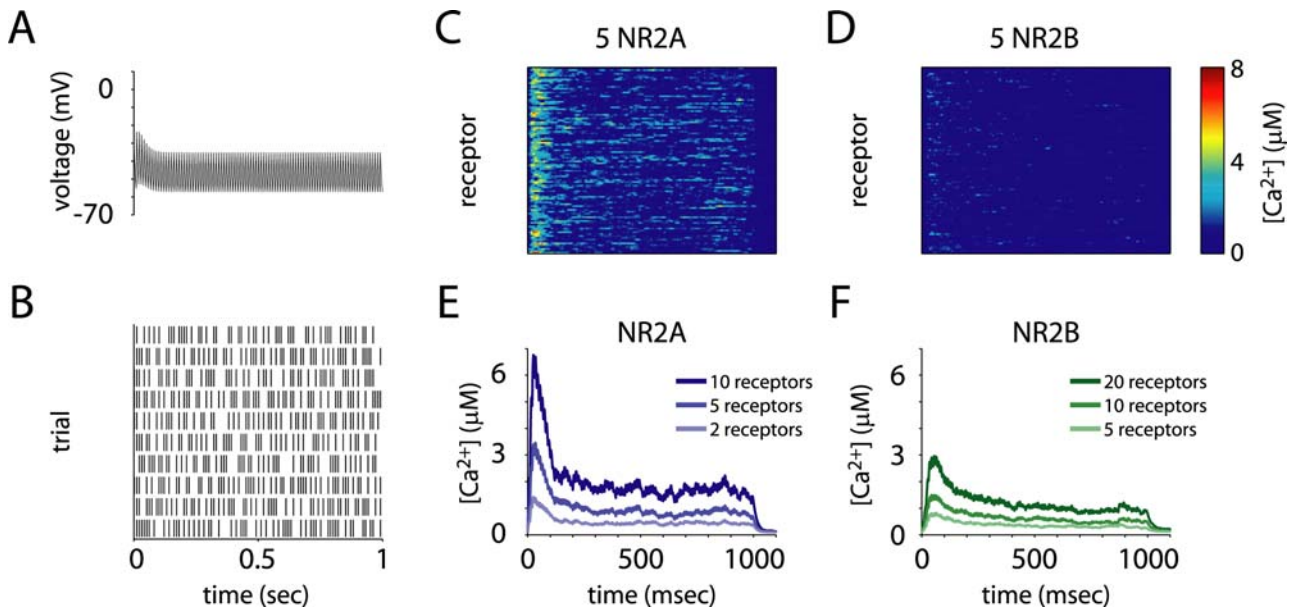 A
voltage (mV)
0
-70
B
trial
0
0.5
1
time (sec)
C
5 NR2A
receptor
D
5 NR2B
receptor
8
4
0
[Ca²⁺] (μM)
E
NR2A
[Ca²⁺] (μM)
6
3
0
10 receptors
5 receptors
2 receptors
0
500
1000
time (msec)
F
NR2B
[Ca²⁺] (μM)
6
3
0
20 receptors
10 receptors
5 receptors
0
500
1000
time (msec)